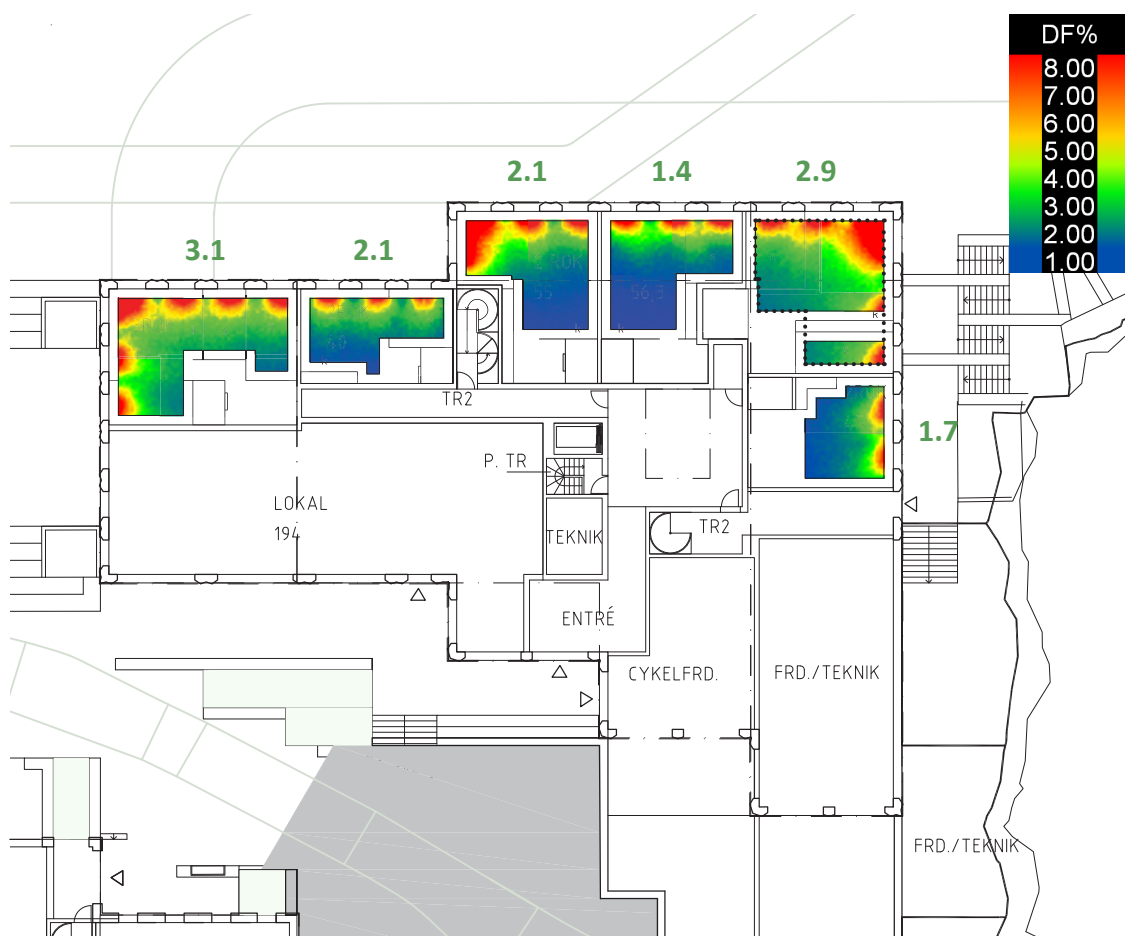 DF%
8.00
7.00
6.00
5.00
4.00
3.00
2.00
1.00
2.1
1.4
2.9
3.1
2.1
56,3
K
K
K
K
TR2
1.7
P. TR
LOKAL
194
TEKNIK
TR2
ENTRÉ
CYKELFRD.
FRD./TEKNIK
FRD./TEKNIK